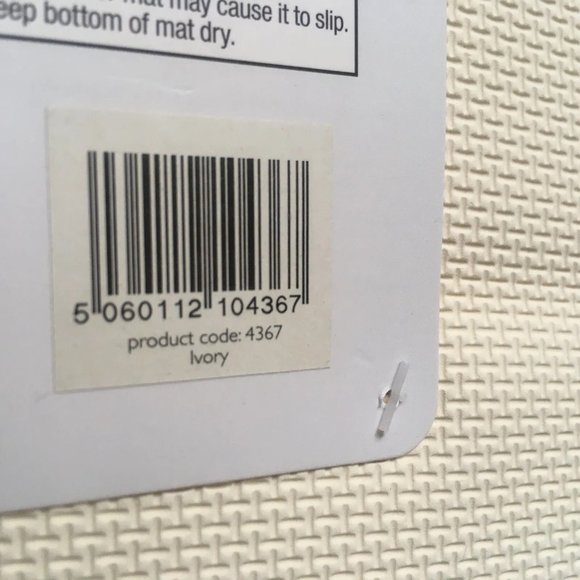 mat may cause it to slip.
eep bottom of mat dry.
5 060112 104367
product code: 4367
Ivory